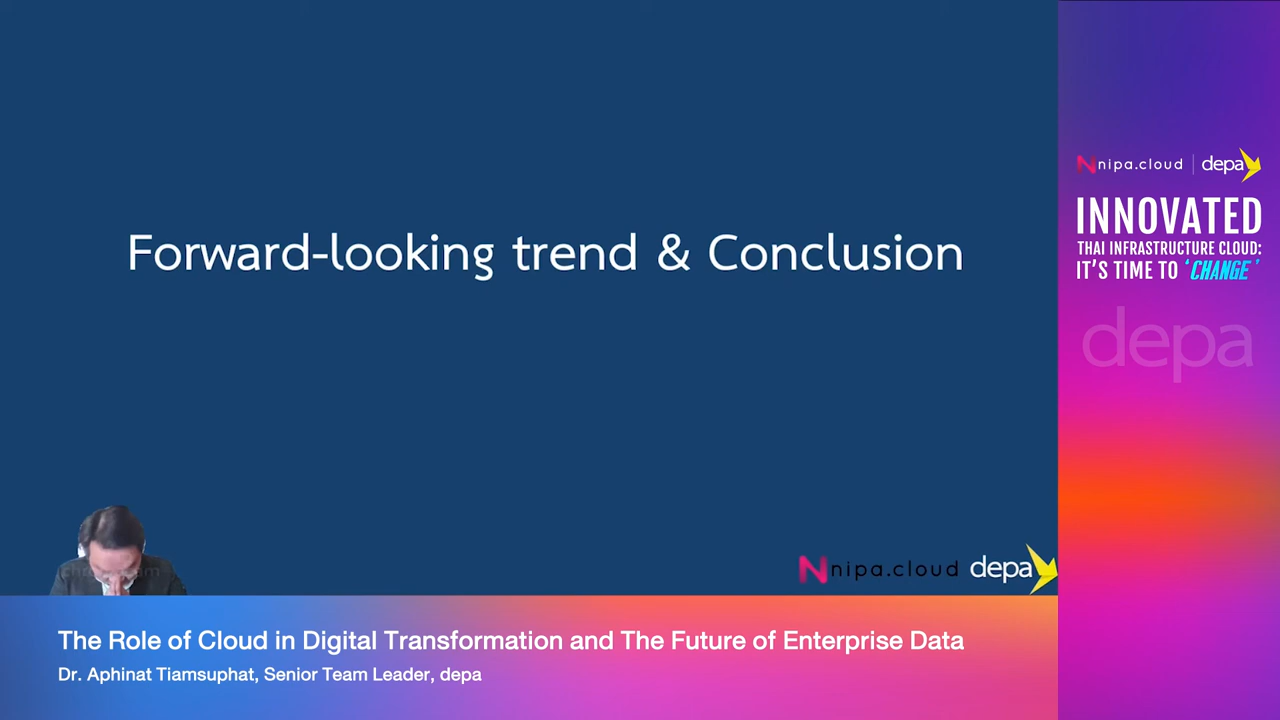 Forward-looking trend & Conclusion
nipa.cloud depa
The Role of Cloud in Digital Transformation and The Future of Enterprise Data
Dr. Aphinat Tiamsuphat, Senior Team Leader, depa
nipa.cloud | depa
INNOVATED
THAI INFRASTRUCTURE CLOUD:
IT'S TIME TO 'CHANGE'
depa